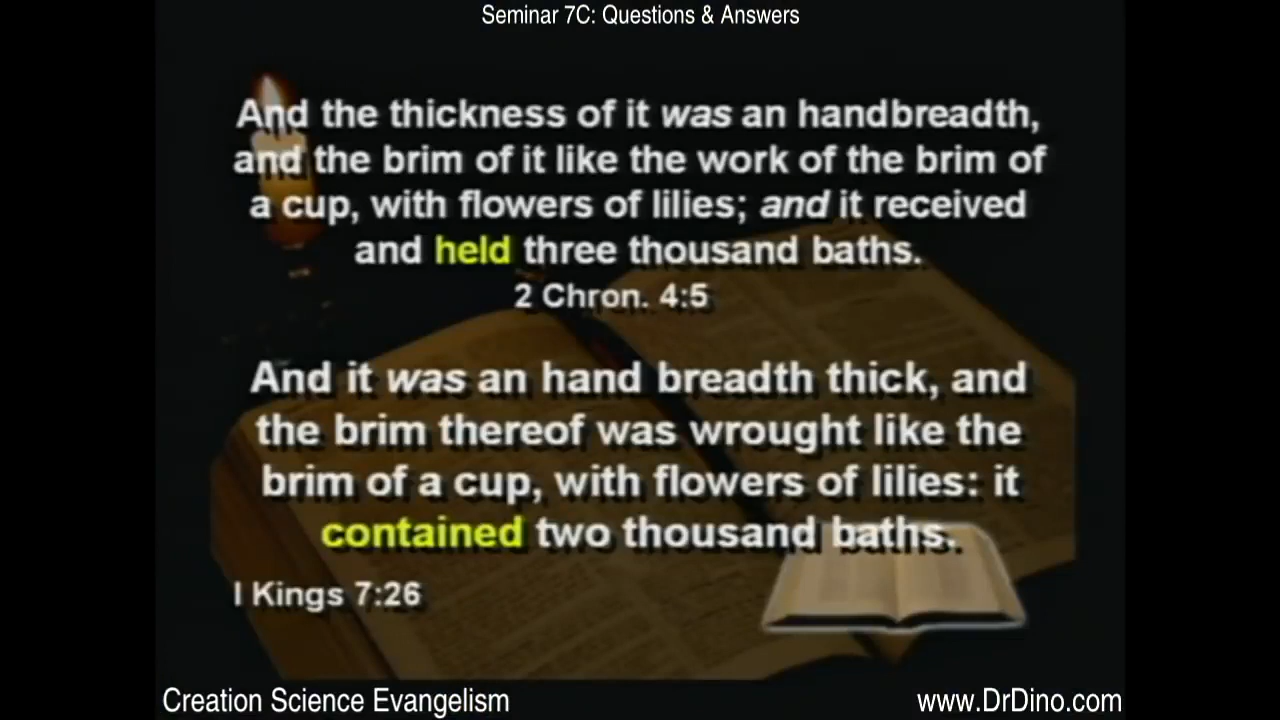 Seminar 7C: Questions & Answers
And the thickness of it was an handbreadth,
and the brim of it like the work of the brim of
a cup, with flowers of lilies; and it received
and held three thousand baths.
2 Chron. 4:5
And it was an hand breadth thick, and
the brim thereof was wrought like the
brim of a cup, with flowers of lilies: it
contained two thousand baths.
I Kings 7:26
Creation Science Evangelism
www.DrDino.com